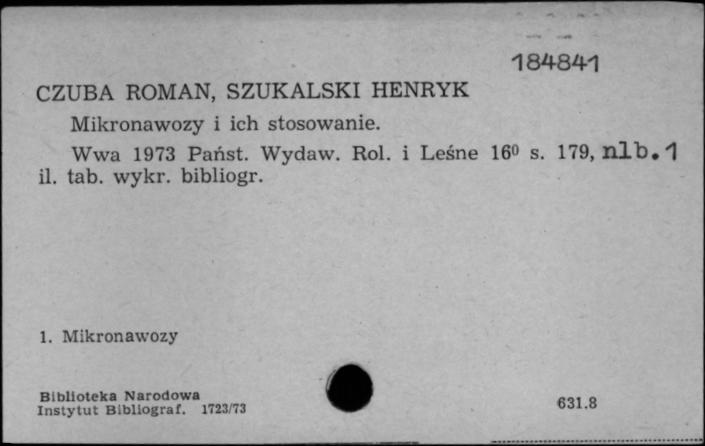 184841
CZUBA ROMAN, SZUKALSKI HENRYK
Mikronawozy i ich stosowanie.
Wwa 1973 Państ. Wydaw. Rol. i Leśne 16⁰ s. 179, nlb. 1
il. tab. wykr. bibliogr.
1. Mikronawozy
Biblioteka Narodowa
Instytut Bibliograf. 1723/73
631.8